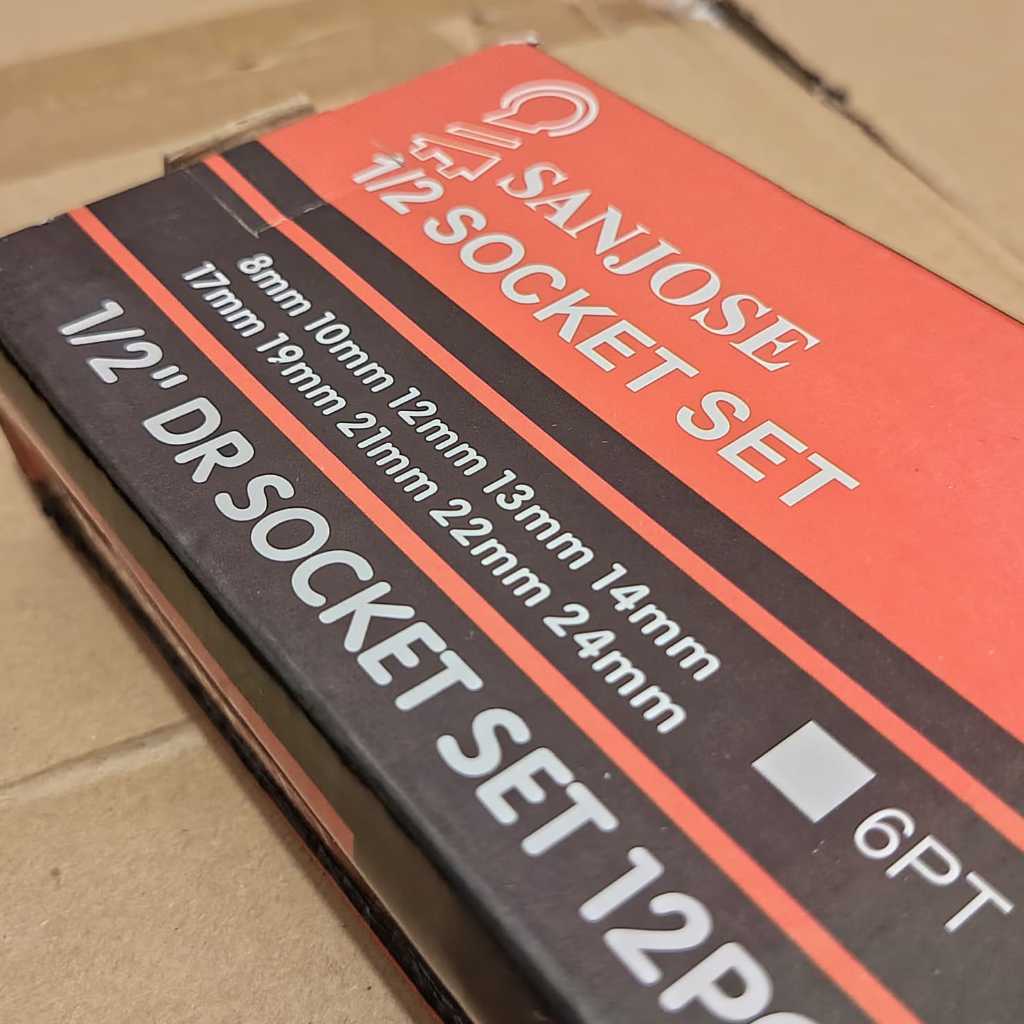 SANJOSE
1/2 SOCKET SET
8mm 10mm 12mm 13mm 14mm
17mm 19mm 21mm 22mm 24mm
1/2" DR SOCKET SET 12P
6PT